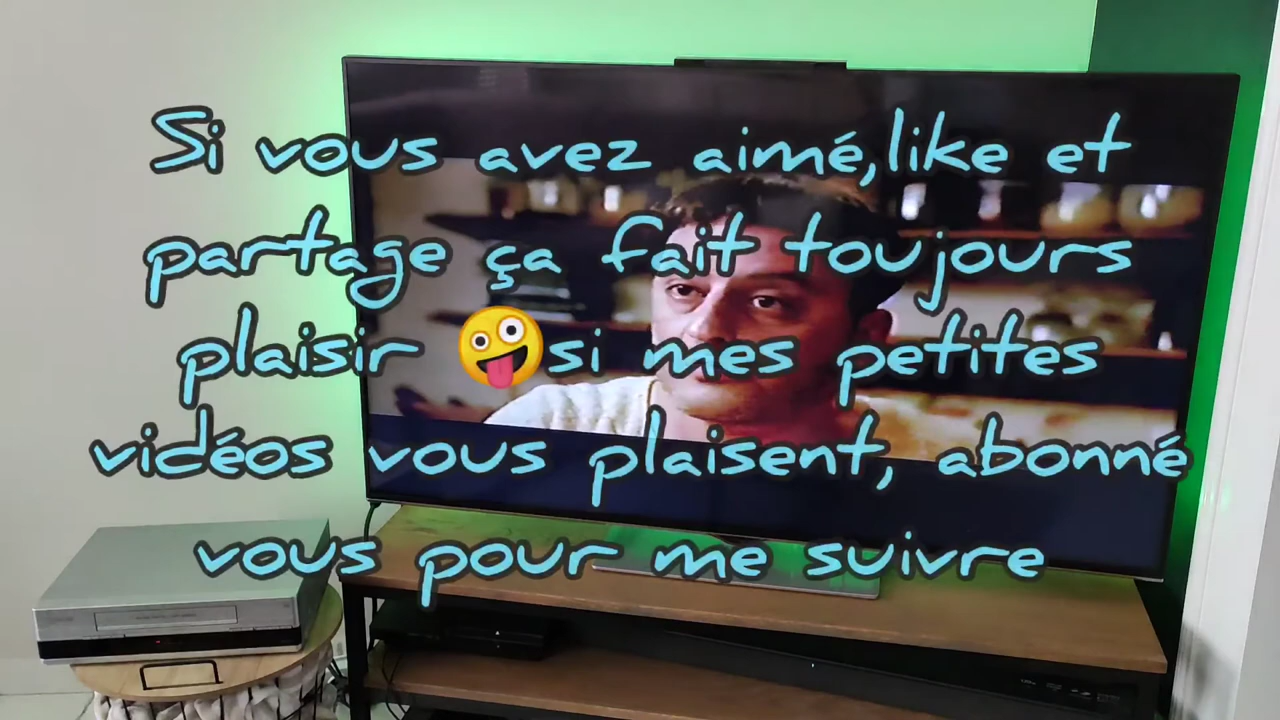 Si vous avez aimé,like et
partage ça fait toujours
plaisir 🤪si mes petites
vidéos vous plaisent, abonné
vous pour me suivre